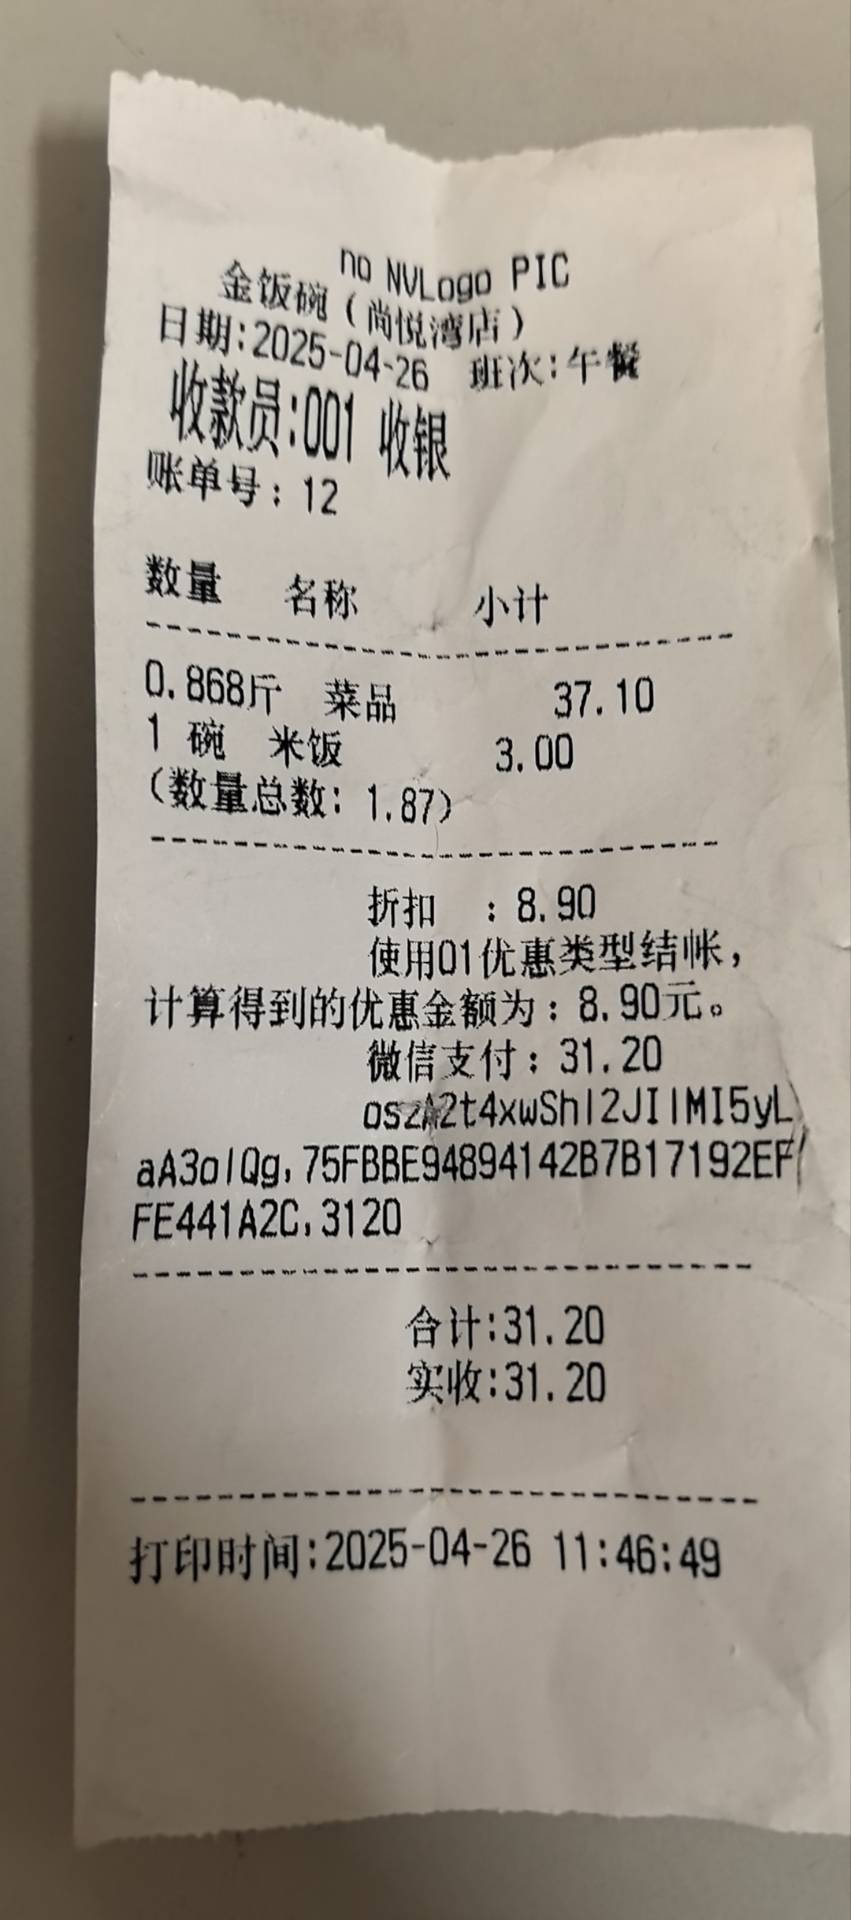 no NVLogo PIC
金饭碗（尚悦湾店）
日期:2025-04-26 班次:午餐
收款员:001 收银
账单号: 12
数量 名称 小计
0.868斤 菜品 37.10
1 碗 米饭 3.00
(数量总数: 1.87)
折扣 :8.90
使用01优惠类型结帐，
计算得到的优惠金额为: 8.90元。
微信支付: 31.20
oszA2t4xwShl2JIlMI5yL
aA3olQg,75FBBE94894142B7B17192EF
FE441A2C,3120
合计:31.20
实收:31.20
打印时间:2025-04-26 11:46:49